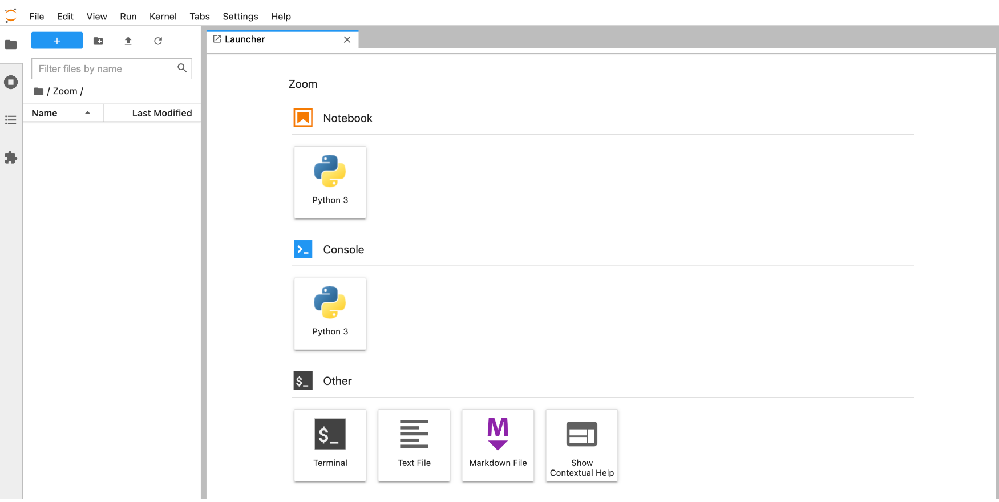 File Edit View Run Kernel Tabs Settings Help
+
Launcher
Filter files by name
/ Zoom /
Name Last Modified
Zoom
Notebook
Python 3
Console
Python 3
$_ Other
$_
Terminal
Text File
M
Markdown File
Show
Contextual Help